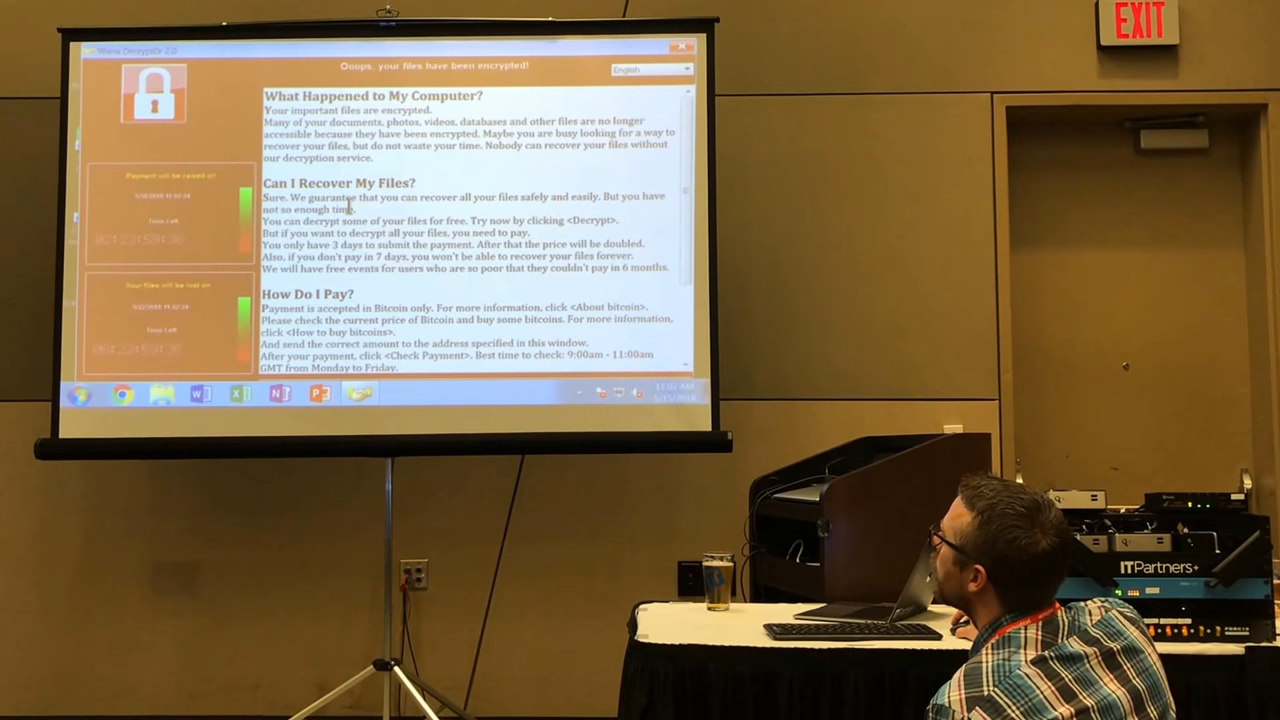 EXIT
Wana Decrypt0r 2.0
Ooops, your files have been encrypted!
English
What Happened to My Computer?
Your important files are encrypted.
Many of your documents, photos, videos, databases and other files are no longer
accessible because they have been encrypted. Maybe you are busy looking for a way to
recover your files, but do not waste your time. Nobody can recover your files without
our decryption service.
Payment will be raised on
Time Left
Can I Recover My Files?
Sure. We guarantee that you can recover all your files safely and easily. But you have
not so enough time.
You can decrypt some of your files for free. Try now by clicking <Decrypt>.
But if you want to decrypt all your files, you need to pay.
You only have 3 days to submit the payment. After that the price will be doubled.
Also, if you don't pay in 7 days, you won't be able to recover your files forever.
We will have free events for users who are so poor that they couldn't pay in 6 months.
Your files will be lost on
Time Left
How Do I Pay?
Payment is accepted in Bitcoin only. For more information, click <About bitcoin>.
Please check the current price of Bitcoin and buy some bitcoins. For more information,
click <How to buy bitcoins>.
And send the correct amount to the address specified in this window.
After your payment, click <Check Payment>. Best time to check: 9:00am - 11:00am
GMT from Monday to Friday.
11:02 AM
ITPartners+